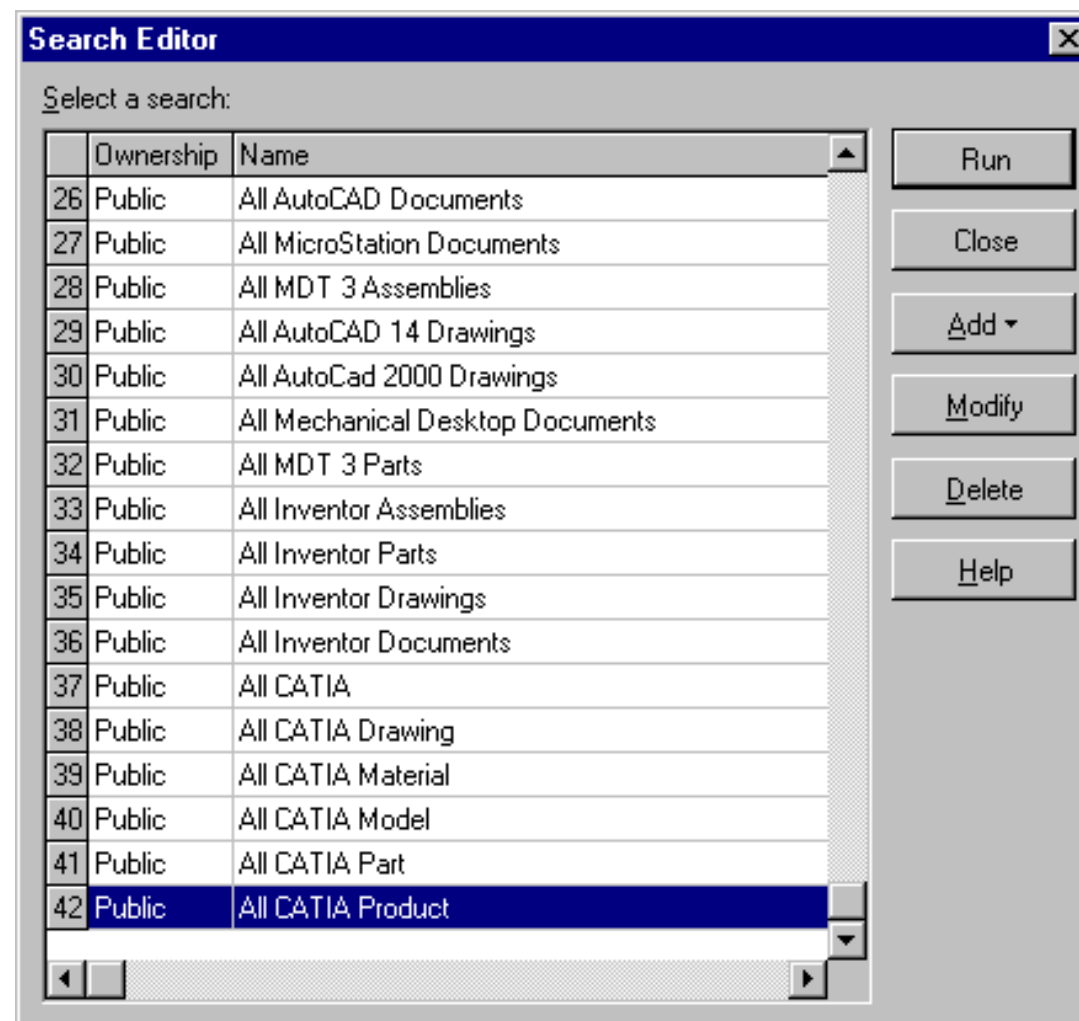 Search Editor
Select a search:
Ownership Name
26 Public All AutoCAD Documents
27 Public All MicroStation Documents
28 Public All MDT 3 Assemblies
29 Public All AutoCAD 14 Drawings
30 Public All AutoCad 2000 Drawings
31 Public All Mechanical Desktop Documents
32 Public All MDT 3 Parts
33 Public All Inventor Assemblies
34 Public All Inventor Parts
35 Public All Inventor Drawings
36 Public All Inventor Documents
37 Public All CATIA
38 Public All CATIA Drawing
39 Public All CATIA Material
40 Public All CATIA Model
41 Public All CATIA Part
42 Public All CATIA Product
Run
Close
Add
Modify
Delete
Help